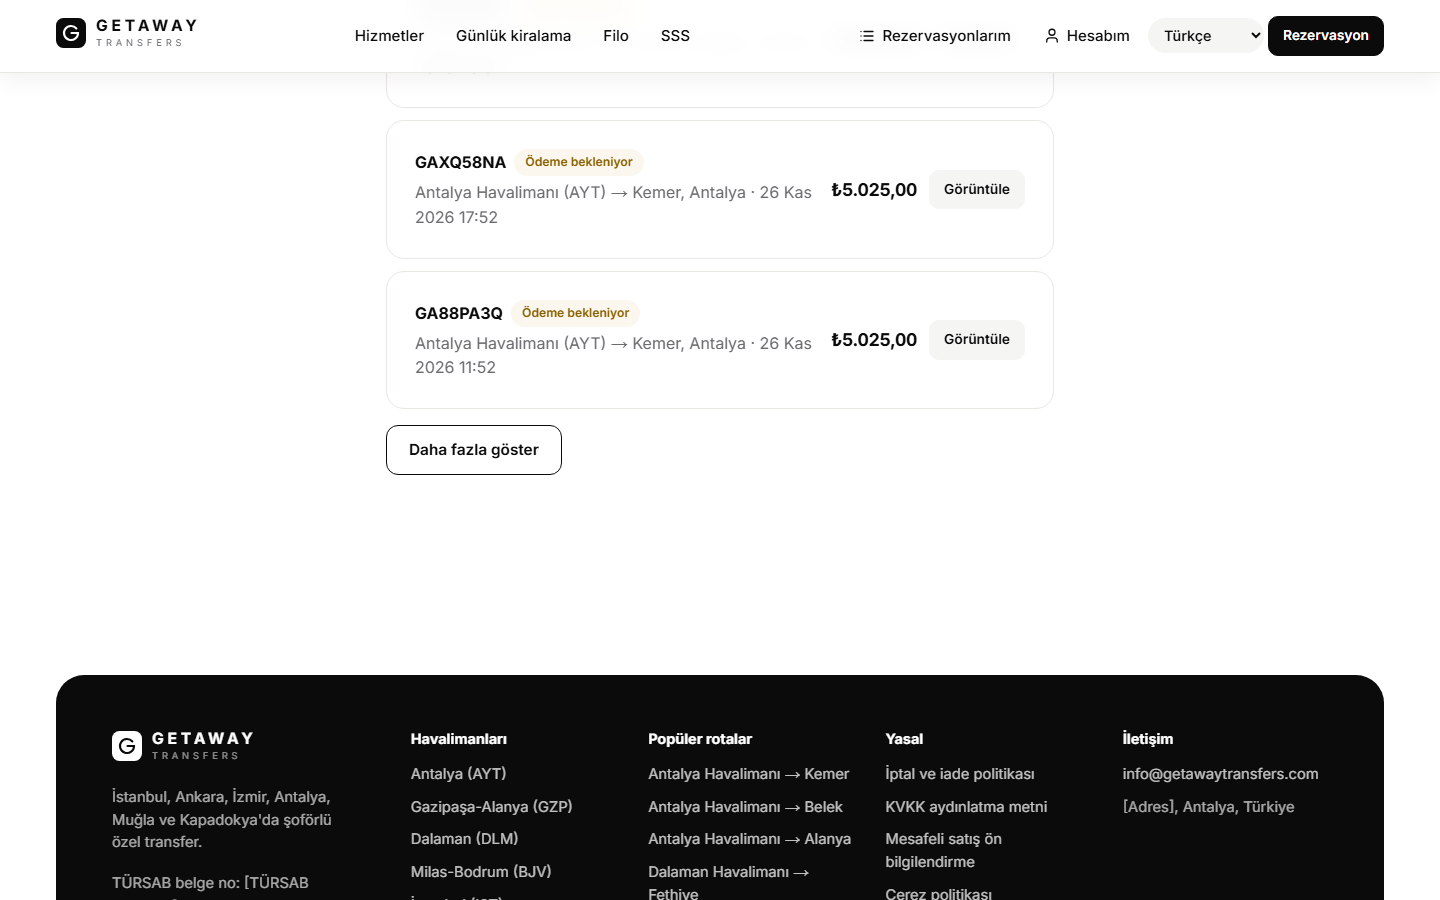 GETAWAY
TRANSFERS
Hizmetler
Günlük kiralama
Filo
SSS
Rezervasyonlarım
Hesabım
Türkçe
Rezervasyon
GAXQ58NA
Ödeme bekleniyor
Antalya Havalimanı (AYT) → Kemer, Antalya · 26 Kas
2026 17:52
₺5.025,00
Görüntüle
GA88PA3Q
Ödeme bekleniyor
Antalya Havalimanı (AYT) → Kemer, Antalya · 26 Kas
2026 11:52
₺5.025,00
Görüntüle
Daha fazla göster
GETAWAY
TRANSFERS
İstanbul, Ankara, İzmir, Antalya,
Muğla ve Kapadokya'da şoförlü
özel transfer.
TÜRSAB belge no: [TÜRSAB
Havalimanları
Antalya (AYT)
Gazipaşa-Alanya (GZP)
Dalaman (DLM)
Milas-Bodrum (BJV)
Popüler rotalar
Antalya Havalimanı → Kemer
Antalya Havalimanı → Belek
Antalya Havalimanı → Alanya
Dalaman Havalimanı →
Fethiye
Yasal
İptal ve iade politikası
KVKK aydınlatma metni
Mesafeli satış ön
bilgilendirme
Çerez politikası
İletişim
info@getawaytransfers.com
[Adres], Antalya, Türkiye